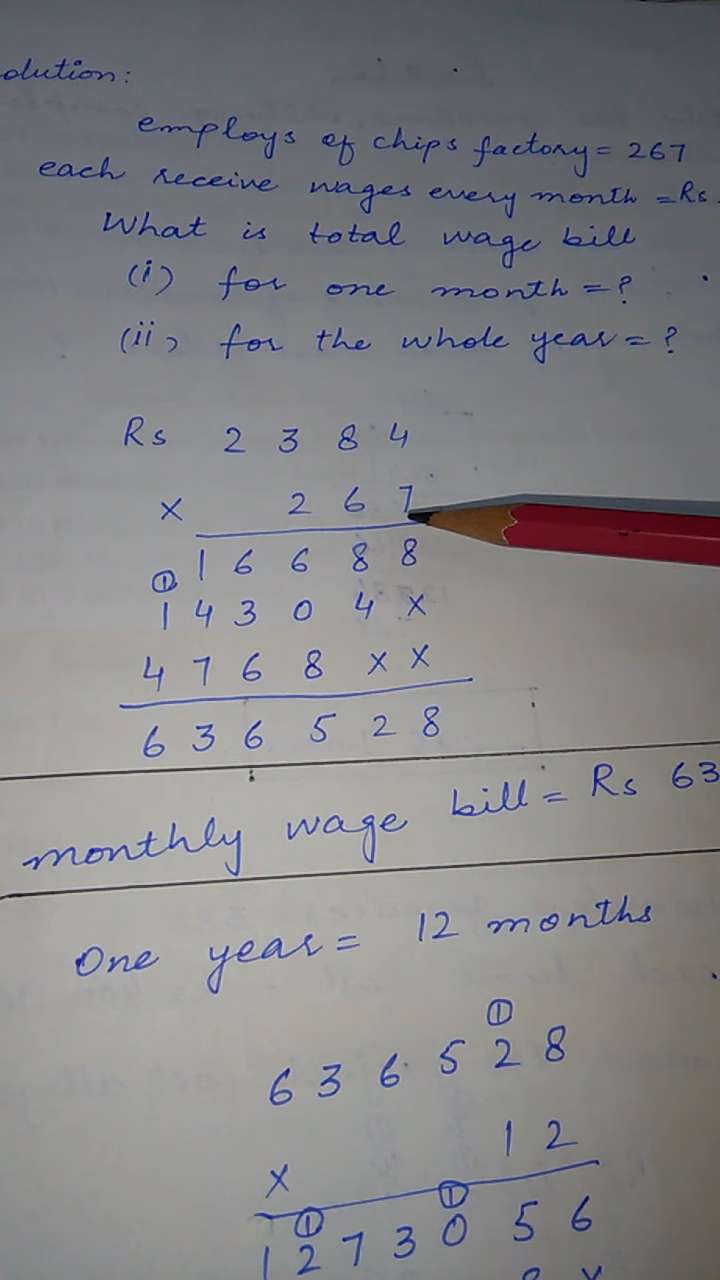 olution:
employs of chips factory = 267
each receive wages every month = Rs.
What is total wage bill
(i) for one month = ?
(ii) for the whole year = ?
Rs 2 3 8 4
x 2 6 7
1 6 6 8 8
①
1 4 3 0 4 x
4 7 6 8 x x
6 3 6 5 2 8
monthly wage bill = Rs 63
One year = 12 months
①
6 3 6 5 2 8
x 1 2
① ①
1 2 7 3 0 5 6